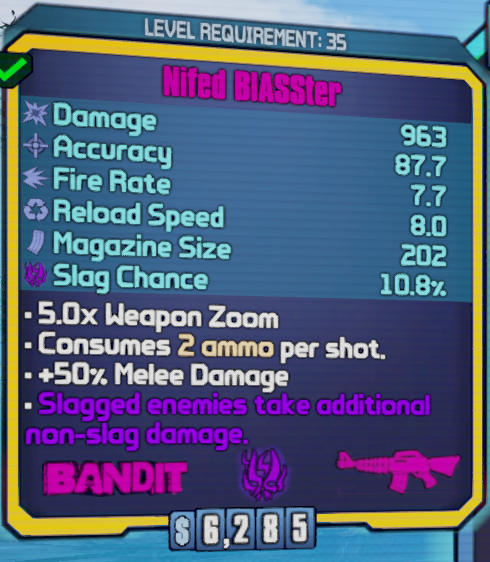 LEVEL REQUIREMENT: 35
Nifed BlASSter
Damage 963
Accuracy 87.7
Fire Rate 7.7
Reload Speed 8.0
Magazine Size 202
Slag Chance 10.8%
• 5.0x Weapon Zoom
• Consumes 2 ammo per shot.
• +50% Melee Damage
• Slagged enemies take additional
non-slag damage.
BANDIT
$ 6,285